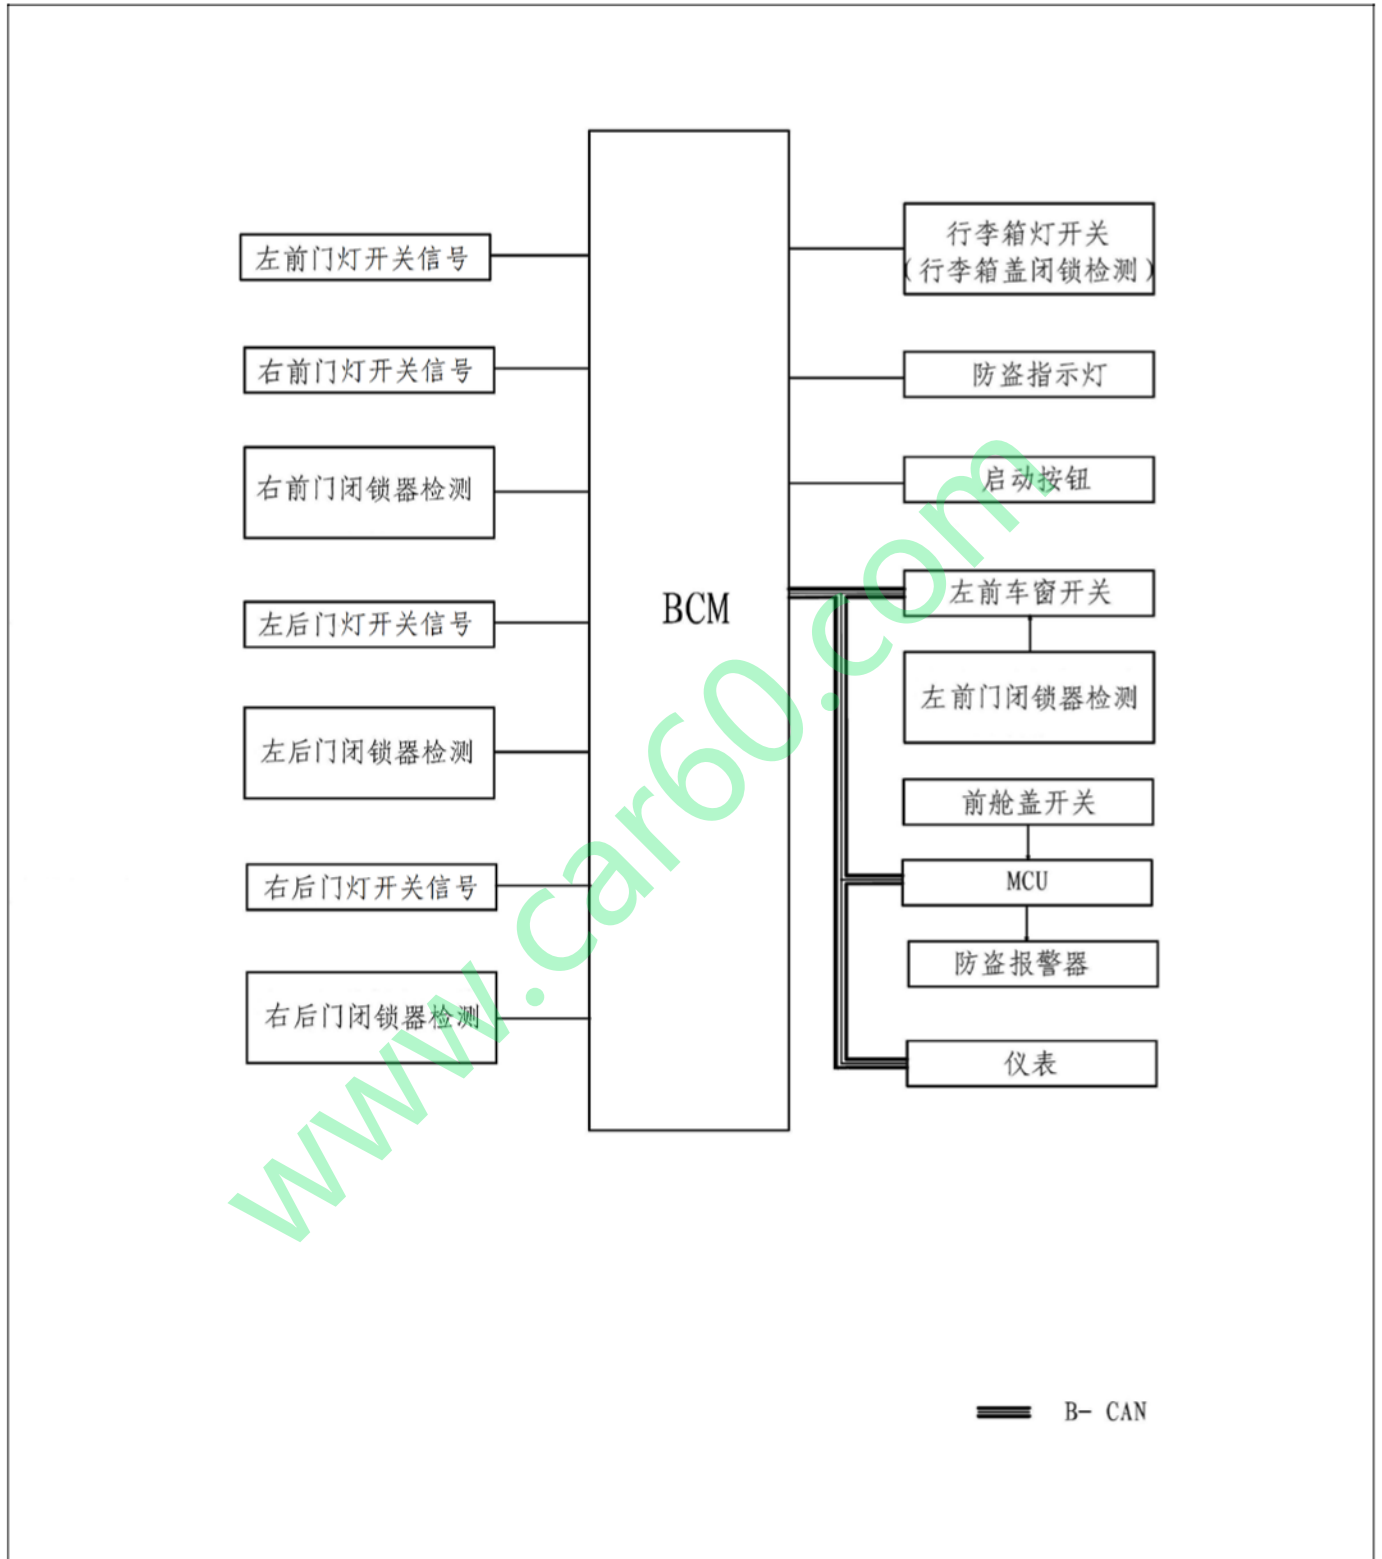 左前门灯开关信号
右前门灯开关信号
右前门闭锁器检测
左后门灯开关信号
左后门闭锁器检测
右后门灯开关信号
右后门闭锁器检测
BCM
行李箱灯开关
(行李箱盖闭锁检测)
防盗指示灯
启动按钮
左前车窗开关
左前门闭锁器检测
前舱盖开关
MCU
防盗报警器
仪表
B- CAN
www.car60.com